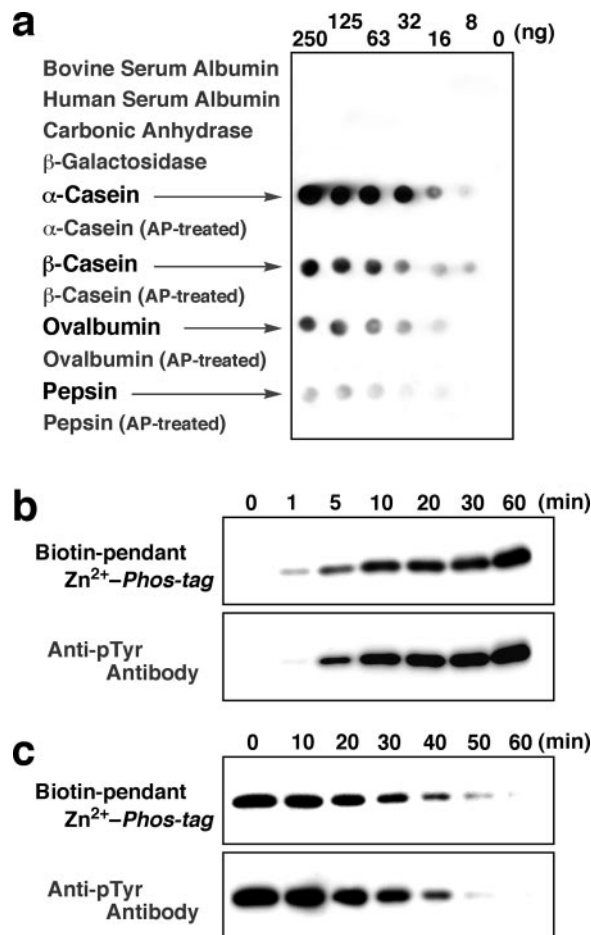 a
125 32 8
250 63 16 0 (ng)
Bovine Serum Albumin
Human Serum Albumin
Carbonic Anhydrase
β-Galactosidase
α-Casein
α-Casein (AP-treated)
β-Casein
β-Casein (AP-treated)
Ovalbumin
Ovalbumin (AP-treated)
Pepsin
Pepsin (AP-treated)
b
0 1 5 10 20 30 60 (min)
Biotin-pendant
Zn²⁺–Phos-tag
Anti-pTyr
Antibody
c
0 10 20 30 40 50 60 (min)
Biotin-pendant
Zn²⁺–Phos-tag
Anti-pTyr
Antibody